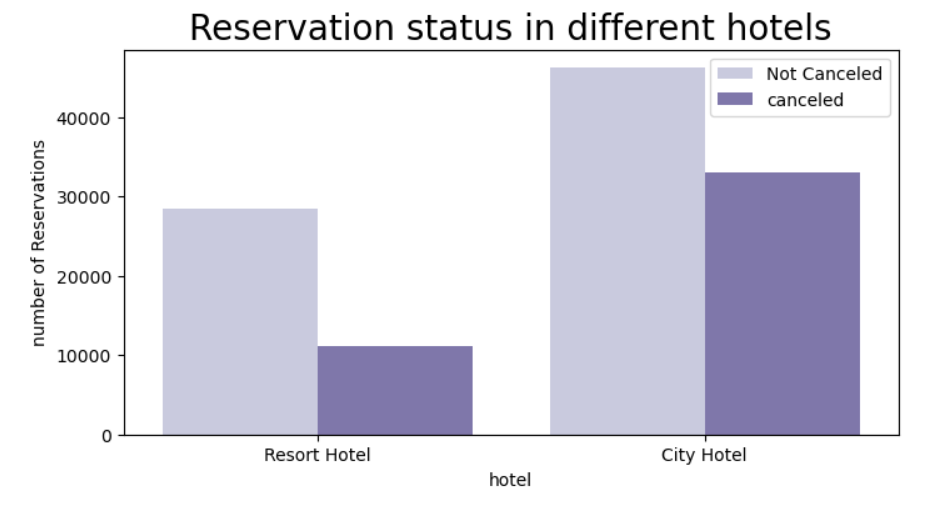 Reservation status in different hotels
Not Canceled
canceled
number of Reservations
40000
30000
20000
10000
0
Resort Hotel
City Hotel
hotel